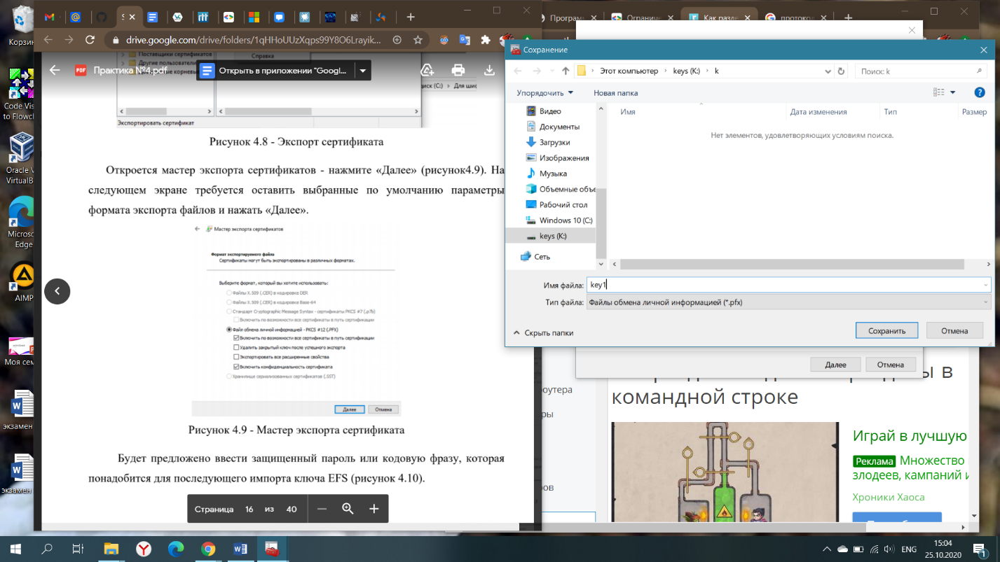 Корзин
Code Vis
to Flowch
Oracle V
VirtualB
Microso
Edge
AIMP
Моя сем
экзамен
экзамен
S
drive.google.com/drive/folders/1qHHoUUzXqps99Y8O6Lrayik...
Практика №4.pdf
Открыть в приложении "Googl...
Поставщики сертификатов
Другие пользователи
Справка
иск (C:) › Для шис
Экспортировать сертификат
Рисунок 4.8 - Экспорт сертификата
Откроется мастер экспорта сертификатов - нажмите «Далее» (рисунок4.9). На
следующем экране требуется оставить выбранные по умолчанию параметры
формата экспорта файлов и нажать «Далее».
Мастер экспорта сертификатов
Формат экспортируемого файла
Сертификаты могут быть экспортированы в различных форматах.
Выберите формат, который вы хотите использовать:
Файлы X.509 (.CER) в кодировке DER
Файлы X.509 (.CER) в кодировке Base-64
Стандарт Cryptographic Message Syntax - сертификаты PKCS #7 (.p7b)
Включить по возможности все сертификаты в путь сертификации
Файл обмена личной информацией - PKCS #12 (.PFX)
Включить по возможности все сертификаты в путь сертификации
Удалить закрытый ключ после успешного экспорта
Экспортировать все расширенные свойства
Включить конфиденциальность сертификата
Хранилище сериализованных сертификатов (.SST)
Далее
Отмена
Рисунок 4.9 - Мастер экспорта сертификата
Будет предложено ввести защищенный пароль или кодовую фразу, которая
понадобится для последующего импорта ключа EFS (рисунок 4.10).
Страница 16 из 40
Програм
Ограниче
Как разде
протокол
Сохранение
Этот компьютер › keys (K:) › k
Поиск: k
Упорядочить
Новая папка
Видео
Документы
Загрузки
Изображения
Музыка
Объемные объе
Рабочий стол
Windows 10 (C:)
keys (K:)
Сеть
Имя
Дата изменения
Тип
Размер
Нет элементов, удовлетворяющих условиям поиска.
Имя файла: key1
Тип файла: Файлы обмена личной информацией (*.pfx)
Скрыть папки
Сохранить
Отмена
Далее
Отмена
оутера
ры
ров
ы в
командной строке
Играй в лучшую
Реклама Множество
злодеев, кампаний и
Хроники Хаоса
ENG
15:04
25.10.2020
1